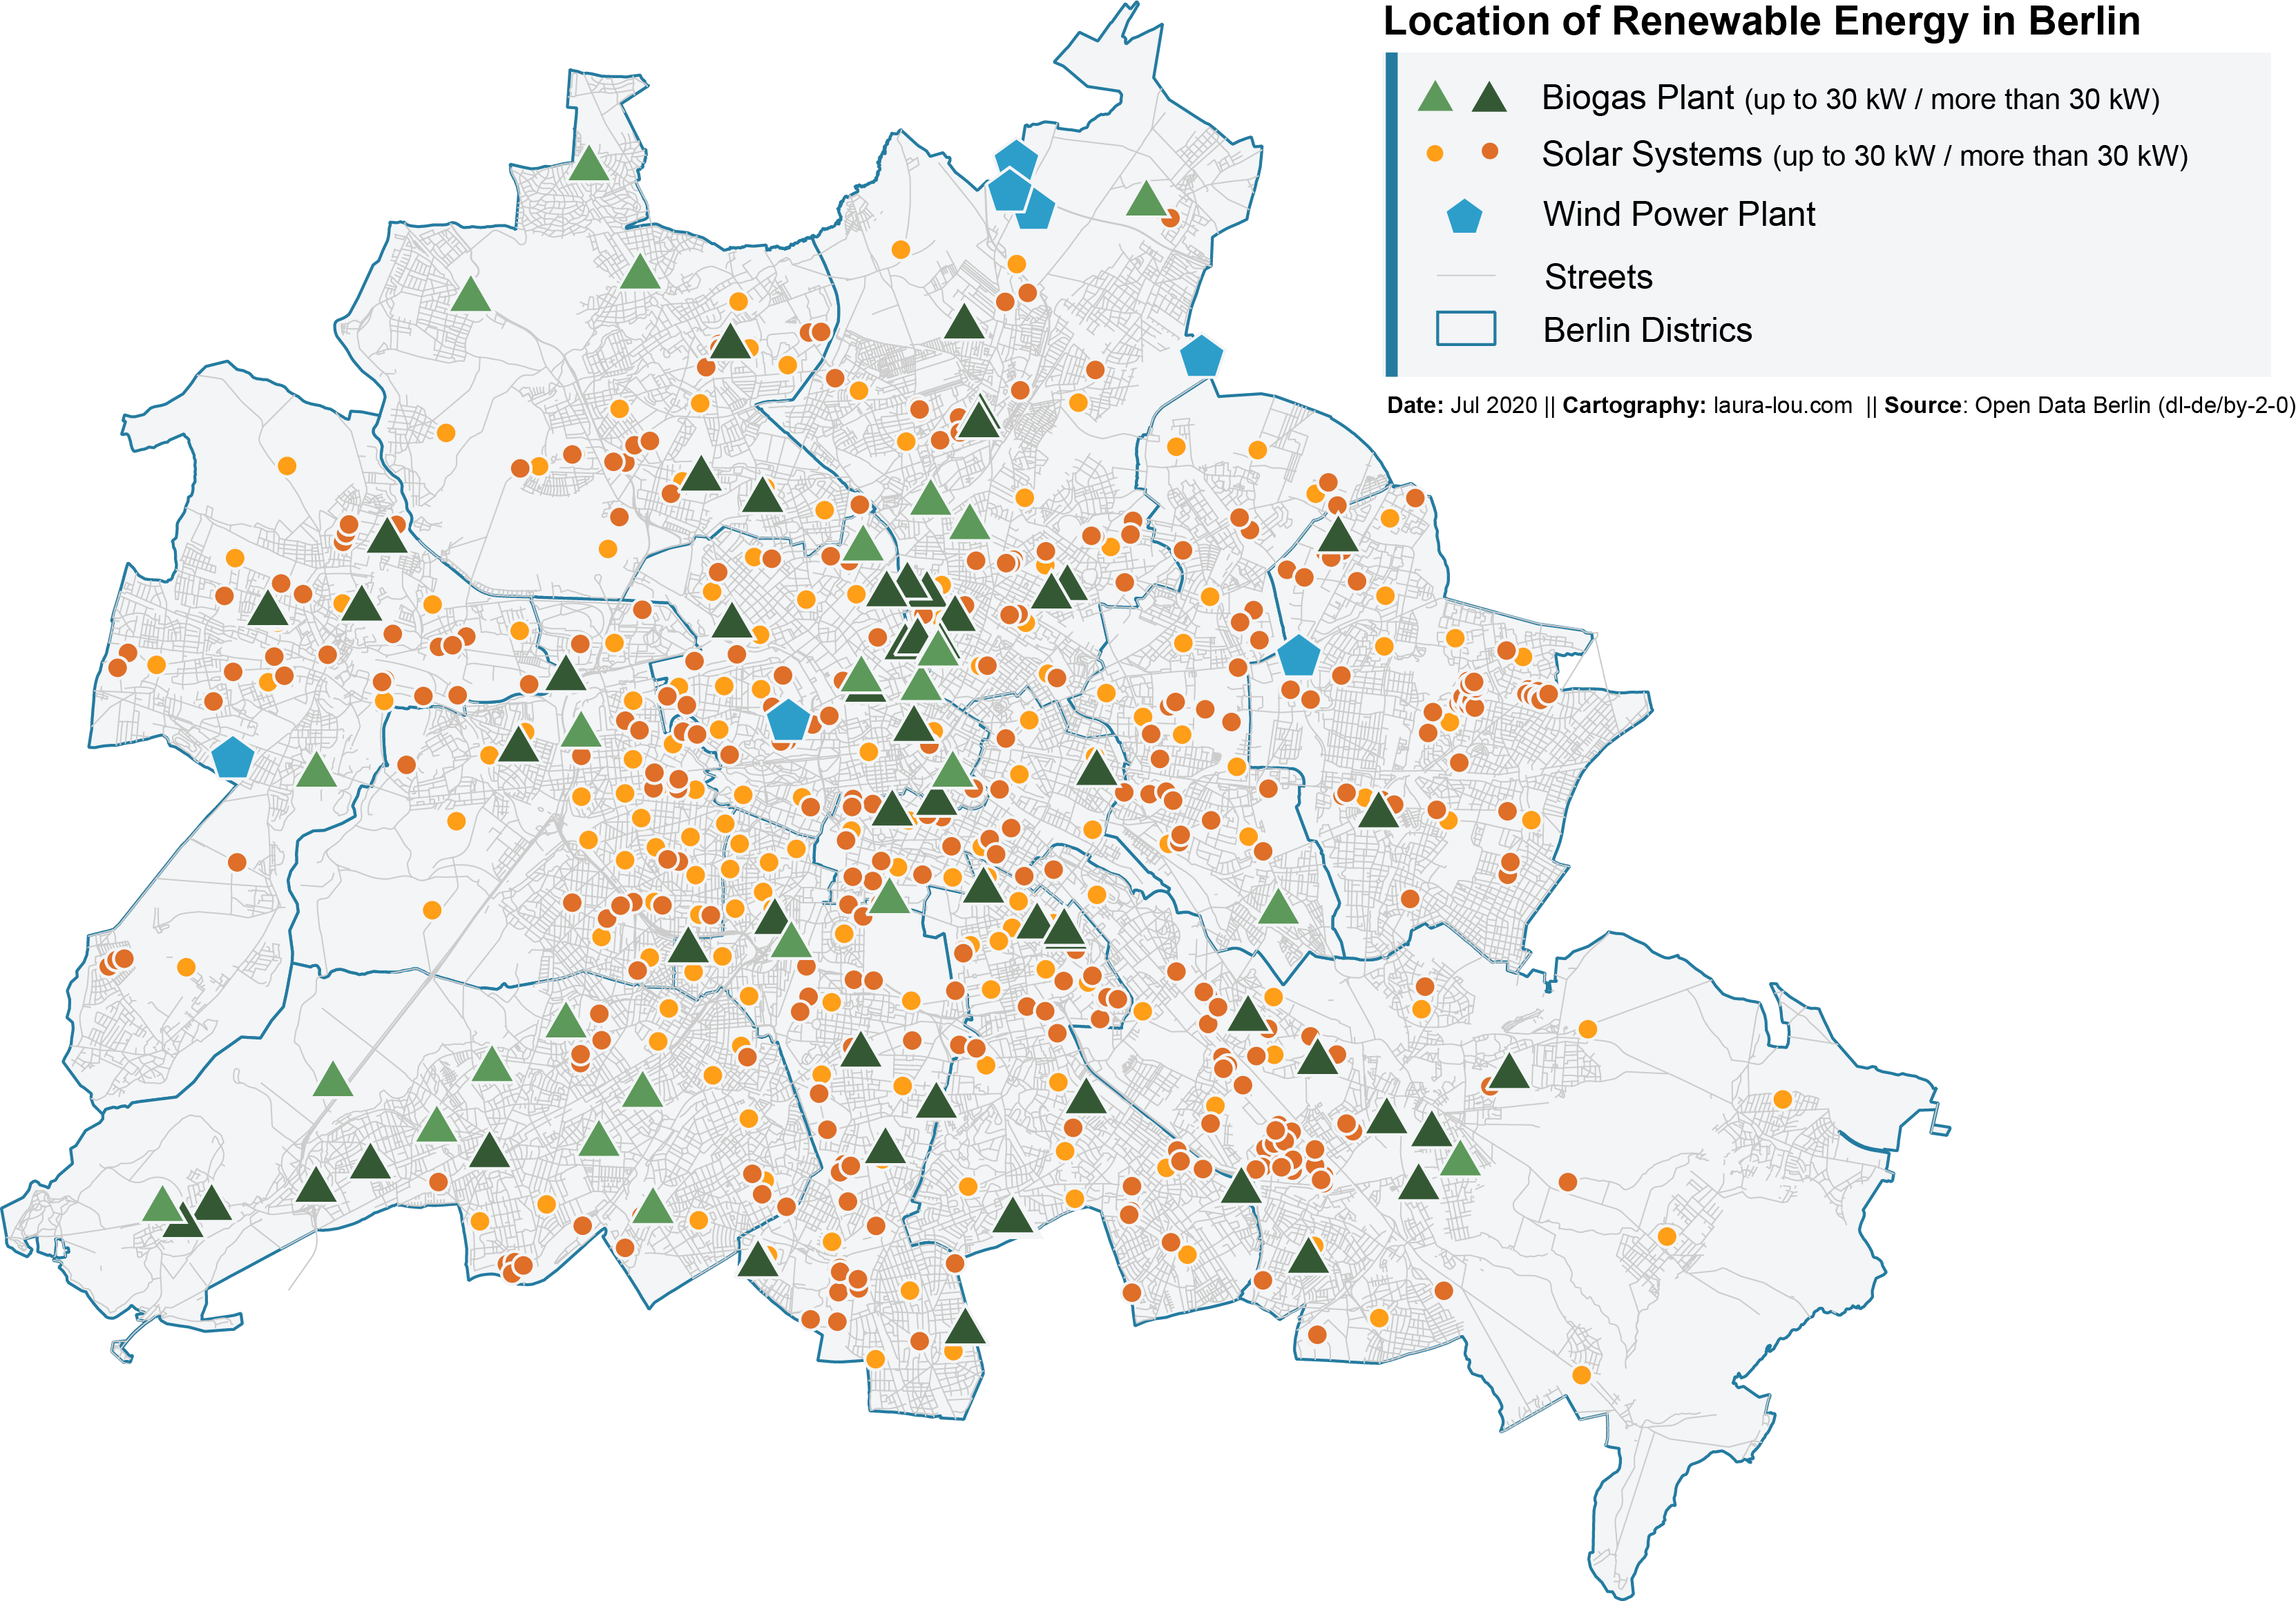 Location of Renewable Energy in Berlin
Biogas Plant (up to 30 kW / more than 30 kW)
Solar Systems (up to 30 kW / more than 30 kW)
Wind Power Plant
Streets
Berlin Districs
Date: Jul 2020 || Cartography: laura-lou.com || Source: Open Data Berlin (dl-de/by-2-0)